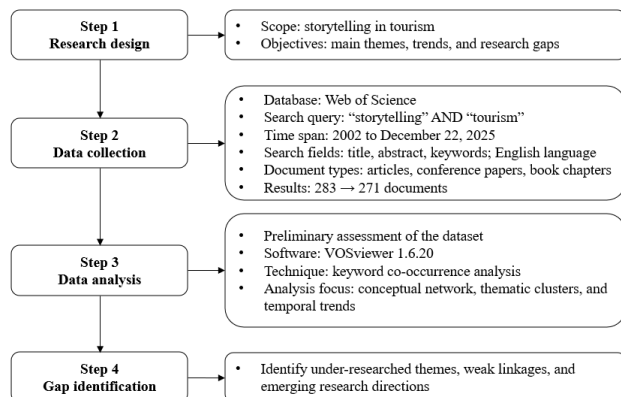 Step 1
Research design
• Scope: storytelling in tourism
• Objectives: main themes, trends, and research gaps
Step 2
Data collection
• Database: Web of Science
• Search query: “storytelling” AND “tourism”
• Time span: 2002 to December 22, 2025
• Search fields: title, abstract, keywords; English language
• Document types: articles, conference papers, book chapters
• Results: 283 → 271 documents
Step 3
Data analysis
• Preliminary assessment of the dataset
• Software: VOSviewer 1.6.20
• Technique: keyword co-occurrence analysis
• Analysis focus: conceptual network, thematic clusters, and
temporal trends
Step 4
Gap identification
• Identify under-researched themes, weak linkages, and
emerging research directions